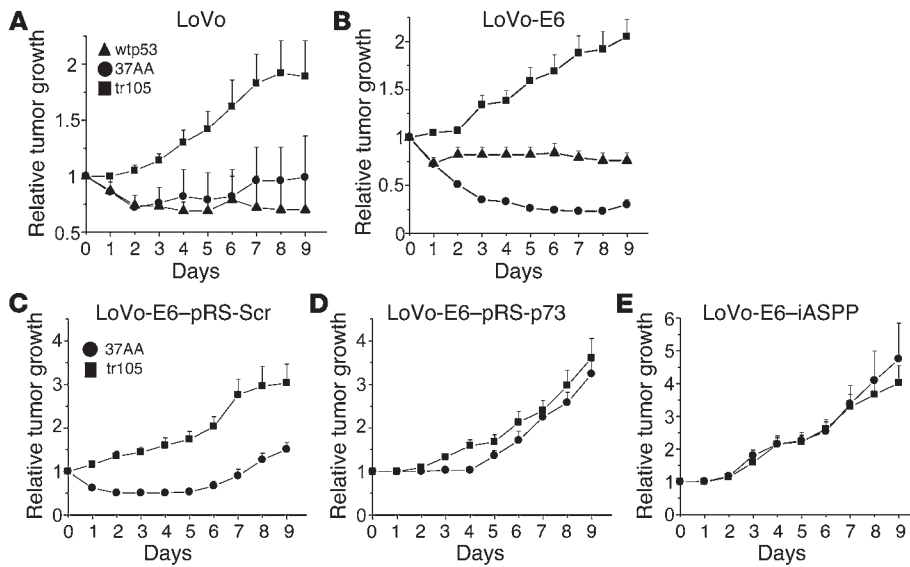 A
LoVo
Relative tumor growth
2
1.5
1
0.5
wtp53
37AA
tr105
0 1 2 3 4 5 6 7 8 9
Days
B
LoVo-E6
Relative tumor growth
2
1.5
1
0.5
0
0 1 2 3 4 5 6 7 8 9
Days
C
LoVo-E6–pRS-Scr
Relative tumor growth
4
3
2
1
0
37AA
tr105
0 1 2 3 4 5 6 7 8 9
Days
D
LoVo-E6–pRS-p73
Relative tumor growth
4
3
2
1
0
0 1 2 3 4 5 6 7 8 9
Days
E
LoVo-E6–iASPP
Relative tumor growth
6
5
4
3
2
1
0
0 1 2 3 4 5 6 7 8 9
Days